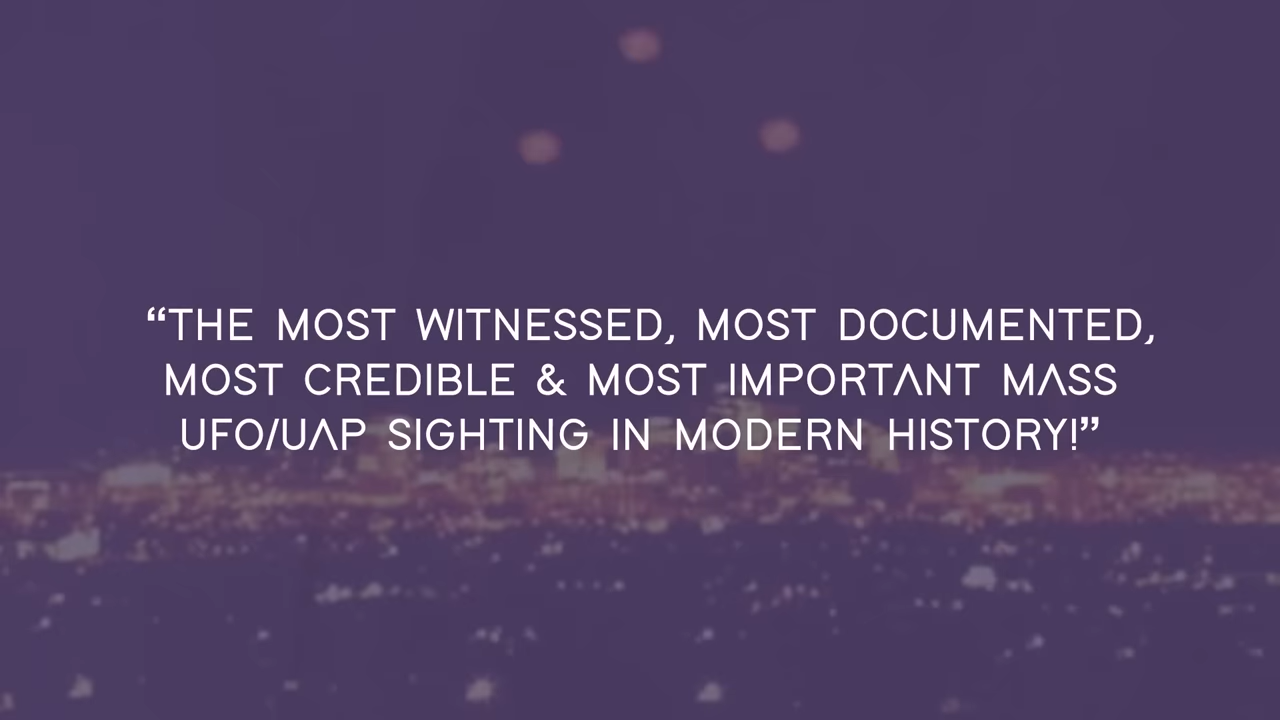 “THE MOST WITNESSED, MOST DOCUMENTED,
MOST CREDIBLE & MOST IMPORTANT MASS
UFO/UAP SIGHTING IN MODERN HISTORY!”